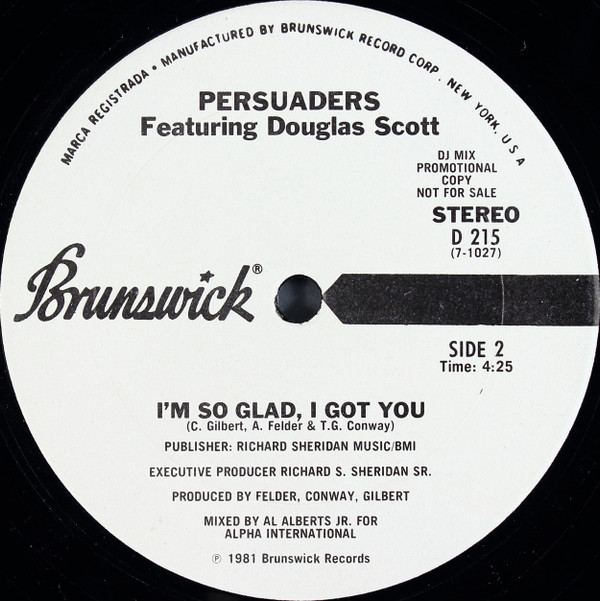 MARCA REGISTRADA • MANUFACTURED BY BRUNSWICK RECORD CORP. NEW YORK, U S A
PERSUADERS
Featuring Douglas Scott
DJ MIX
PROMOTIONAL
COPY
NOT FOR SALE
STEREO
D 215
(7-1027)
Brunswick®
SIDE 2
Time: 4:25
I'M SO GLAD, I GOT YOU
(C. Gilbert, A. Felder & T.G. Conway)
PUBLISHER: RICHARD SHERIDAN MUSIC/BMI
EXECUTIVE PRODUCER RICHARD S. SHERIDAN SR.
PRODUCED BY FELDER, CONWAY, GILBERT
MIXED BY AL ALBERTS JR. FOR
ALPHA INTERNATIONAL
℗ 1981 Brunswick Records